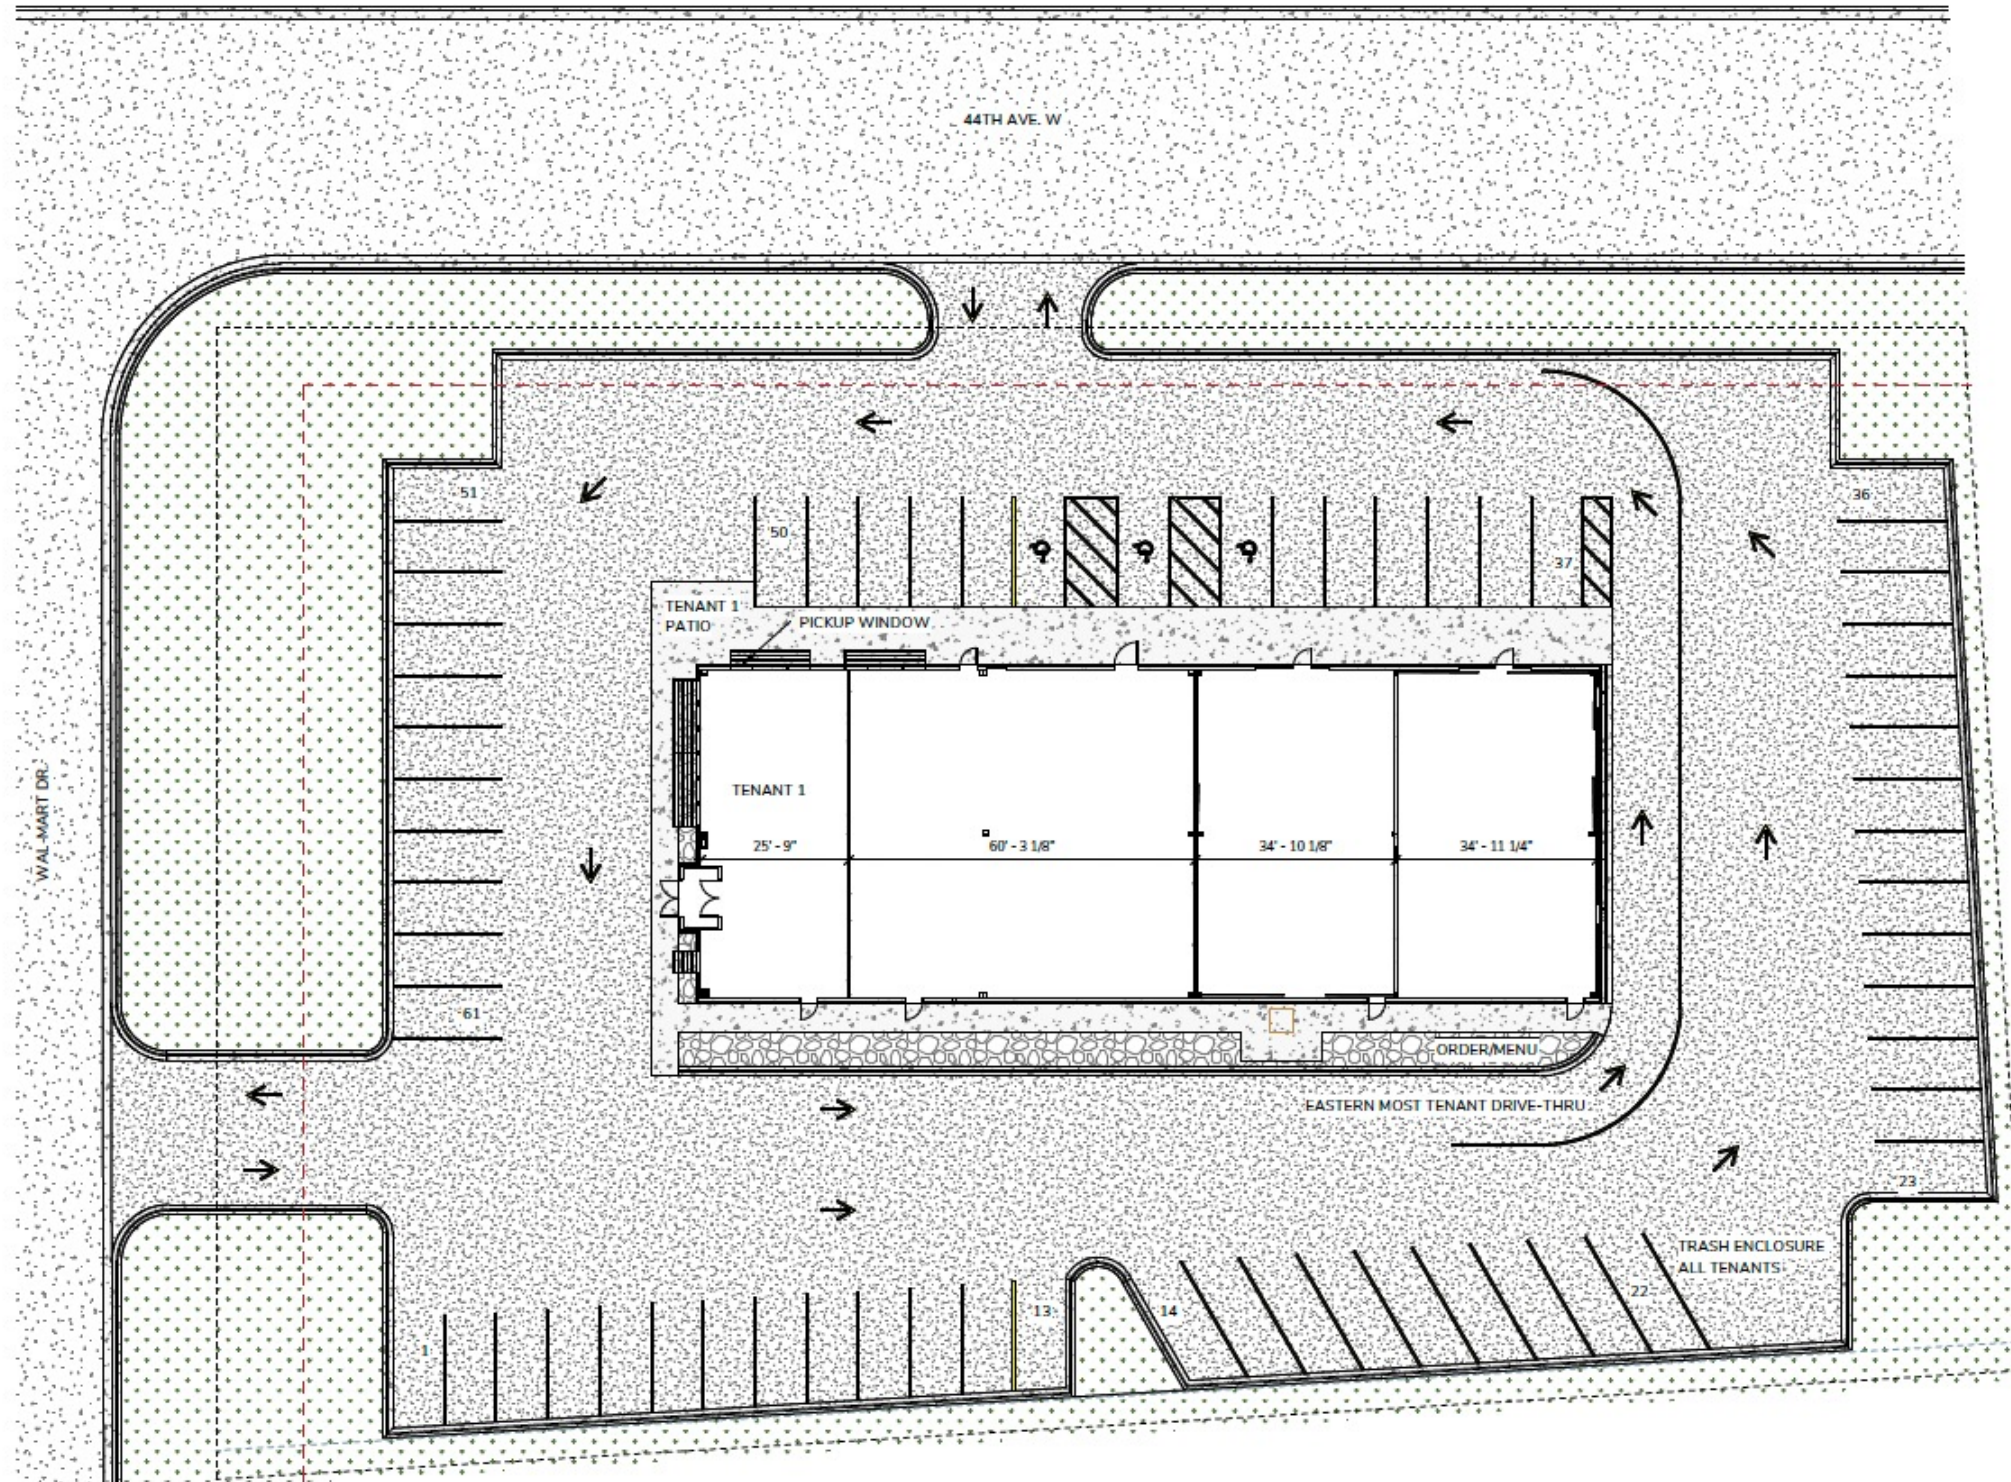 44TH AVE. W
51
36
50
37
TENANT 1
PATIO
PICKUP WINDOW
TENANT 1
WAL-MART DR.
25' - 9"
60' - 3 1/8"
34' - 10 1/8"
34' - 11 1/4"
61
ORDER/MENU
EASTERN MOST TENANT DRIVE-THRU
23
TRASH ENCLOSURE
ALL TENANTS
22
13
14
1